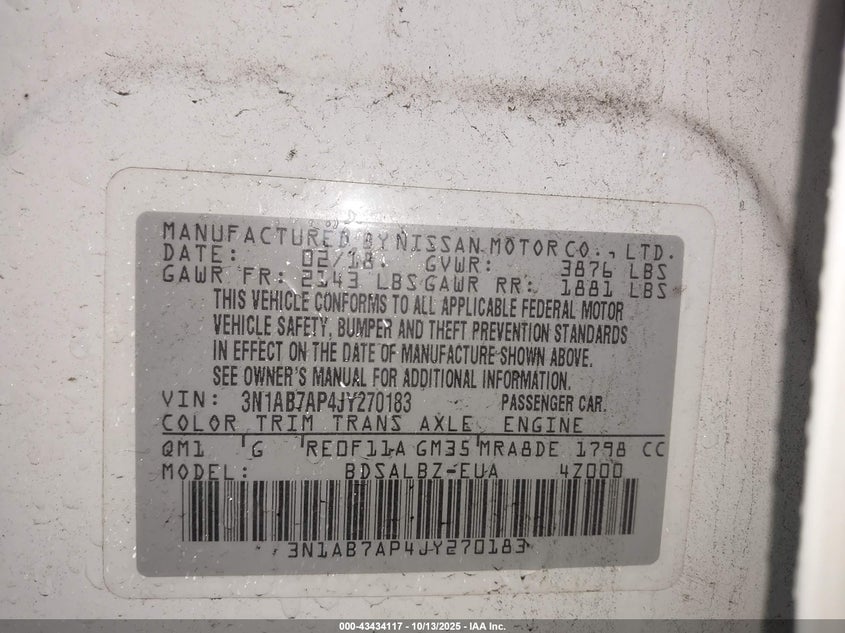 MANUFACTURED BY NISSAN MOTOR CO., LTD.
DATE: 02/18 GVWR: 3876 LBS
GAWR FR: 2143 LBS GAWR RR: 1881 LBS
THIS VEHICLE CONFORMS TO ALL APPLICABLE FEDERAL MOTOR
VEHICLE SAFETY, BUMPER AND THEFT PREVENTION STANDARDS
IN EFFECT ON THE DATE OF MANUFACTURE SHOWN ABOVE.
SEE OWNER'S MANUAL FOR ADDITIONAL INFORMATION.
VIN: 3N1AB7AP4JY270183 PASSENGER CAR.
COLOR TRIM TRANS AXLE ENGINE
QM1 G RE0F11A GM35 MRA8DE 1798 CC
MODEL: BDSALBZ-EUA 4Z000
3N1AB7AP4JY270183
000-43434117 - 10/13/2025 - IAA Inc.